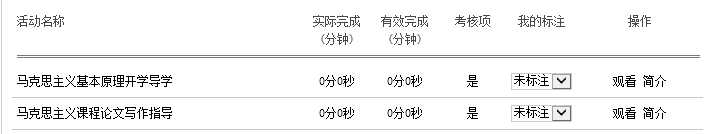 活动名称 实际完成 有效完成 考核项 我的标注 操作
(分钟) (分钟)
马克思主义基本原理开学导学 0分0秒 0分0秒 是 未标注 观看 简介
马克思主义课程论文写作指导 0分0秒 0分0秒 是 未标注 观看 简介